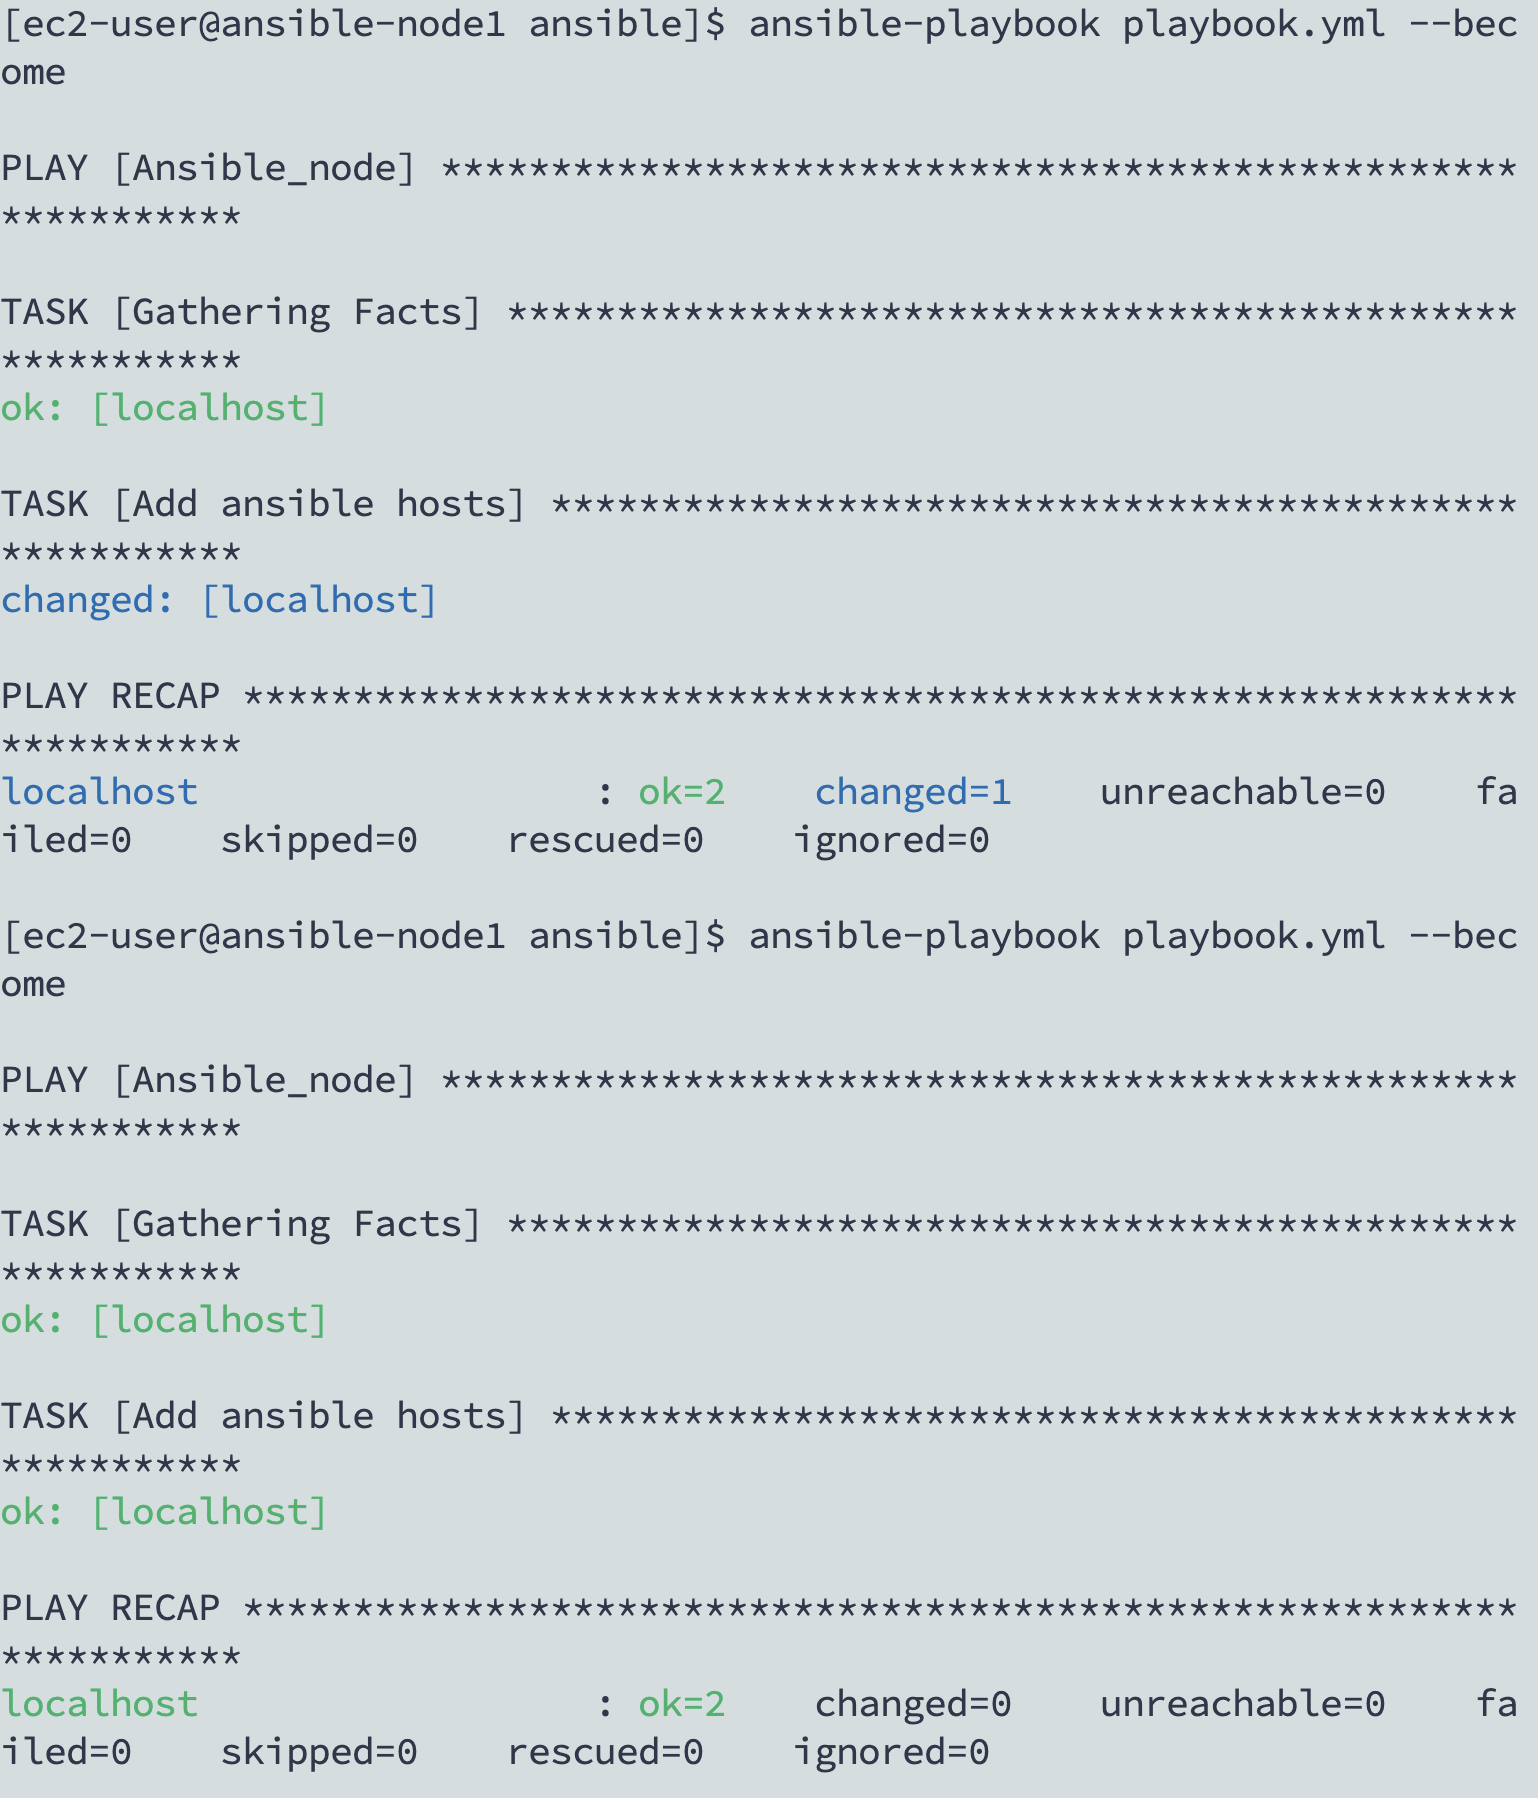 [ec2-user@ansible-node1 ansible]$ ansible-playbook playbook.yml --bec
ome
PLAY [Ansible_node] *************************************************
***********
TASK [Gathering Facts] **********************************************
***********
ok: [localhost]
TASK [Add ansible hosts] ********************************************
***********
changed: [localhost]
PLAY RECAP **********************************************************
***********
localhost                  : ok=2    changed=1    unreachable=0    fa
iled=0    skipped=0    rescued=0    ignored=0
[ec2-user@ansible-node1 ansible]$ ansible-playbook playbook.yml --bec
ome
PLAY [Ansible_node] *************************************************
***********
TASK [Gathering Facts] **********************************************
***********
ok: [localhost]
TASK [Add ansible hosts] ********************************************
***********
ok: [localhost]
PLAY RECAP **********************************************************
***********
localhost                  : ok=2    changed=0    unreachable=0    fa
iled=0    skipped=0    rescued=0    ignored=0